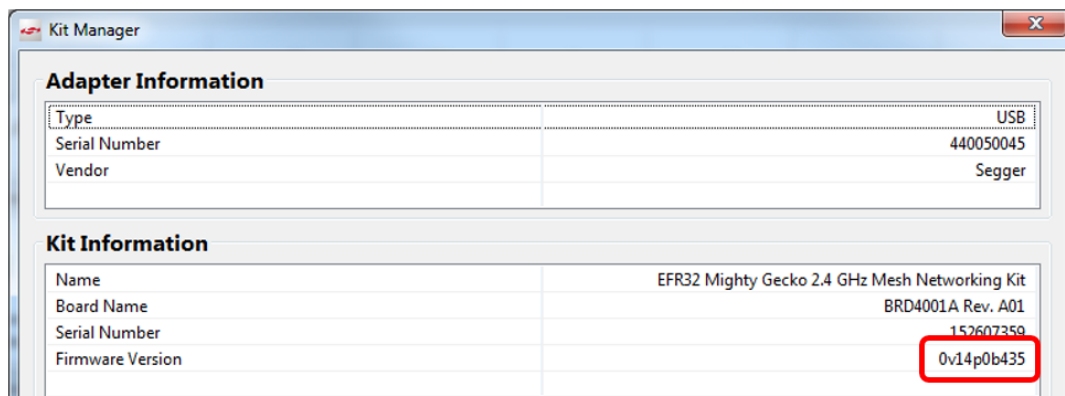 Kit Manager
Adapter Information
Type USB
Serial Number 440050045
Vendor Segger
Kit Information
Name EFR32 Mighty Gecko 2.4 GHz Mesh Networking Kit
Board Name BRD4001A Rev. A01
Serial Number 152607359
Firmware Version 0v14p0b435